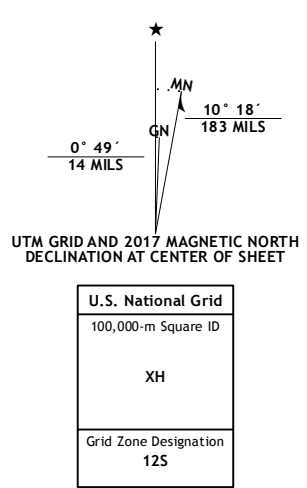 ★
MN
GN
10° 18´
183 MILS
0° 49´
14 MILS
UTM GRID AND 2017 MAGNETIC NORTH
DECLINATION AT CENTER OF SHEET
U.S. National Grid
100,000-m Square ID
XH
Grid Zone Designation
12S